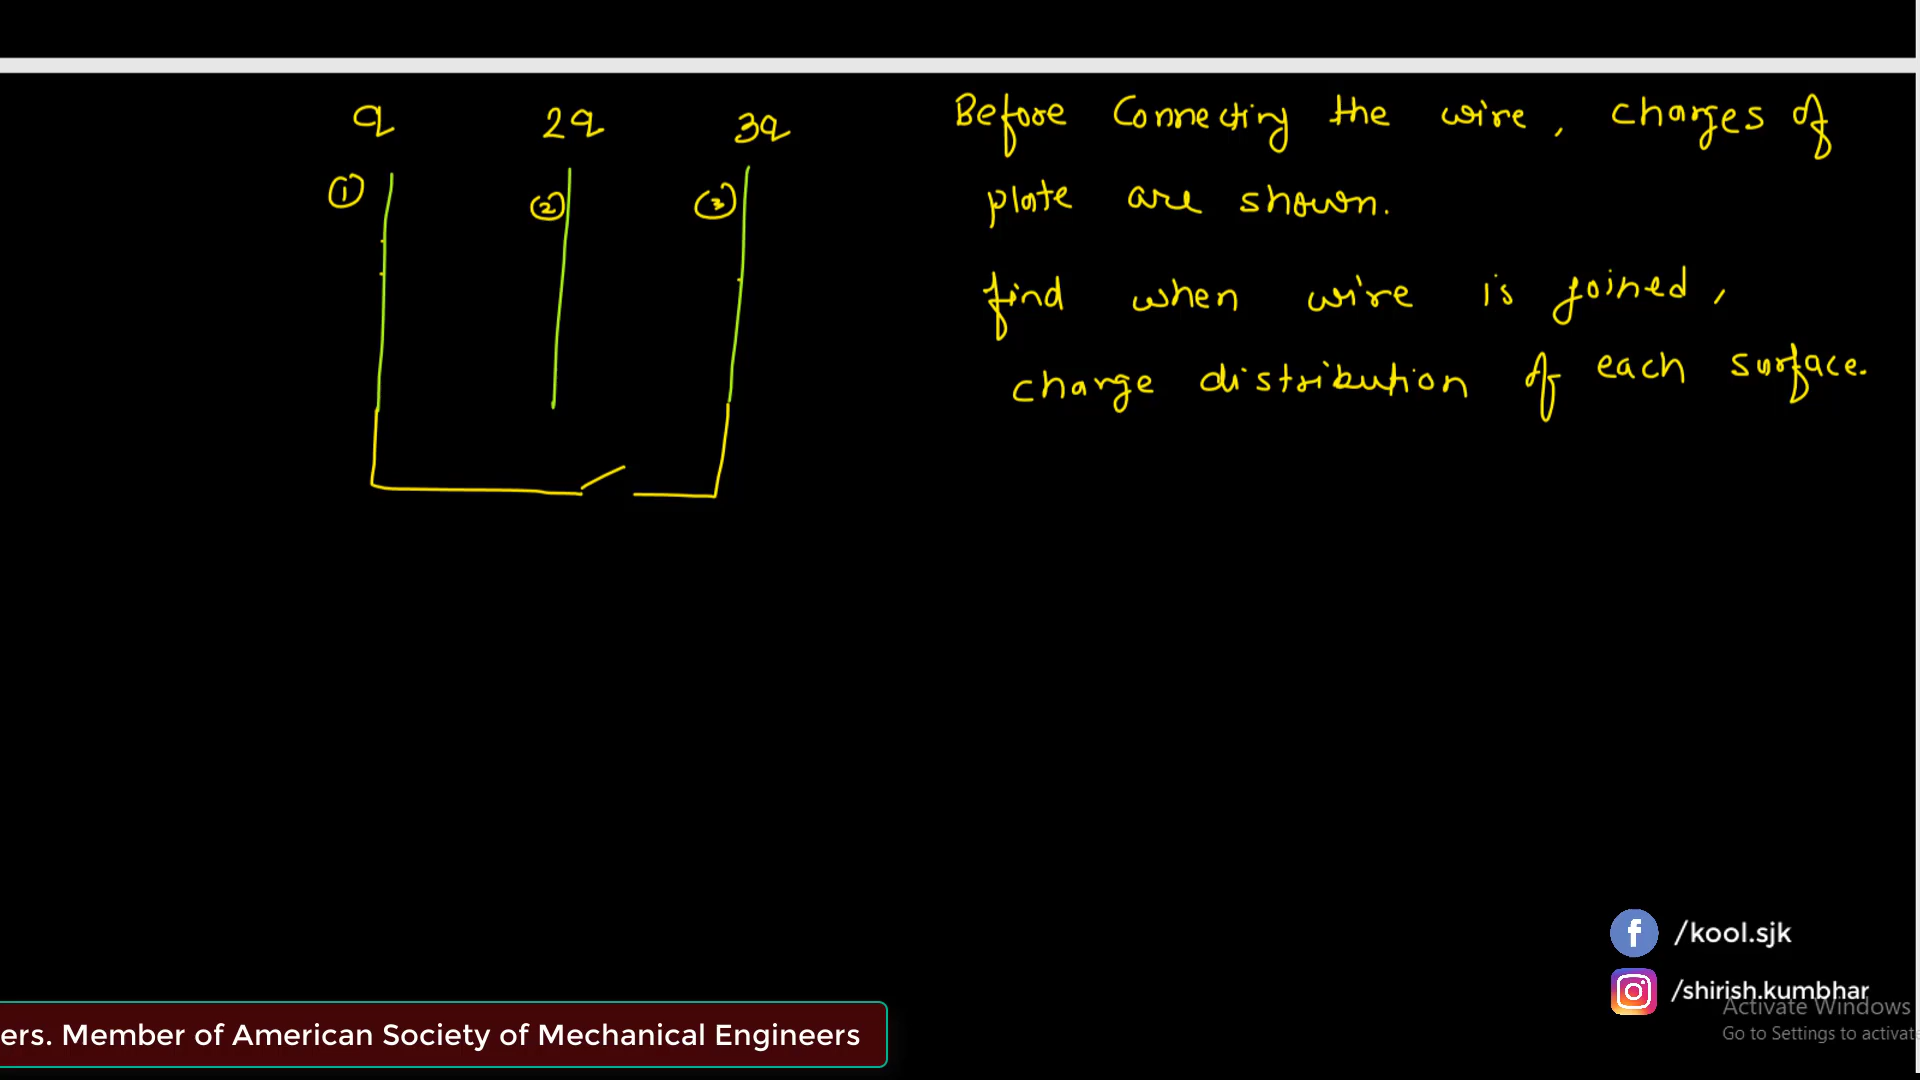 q 2q 3q
① ② ③
Before connecting the wire, charges of
plate are shown.
find when wire is joined,
charge distribution of each surface.
/kool.sjk
/shirish.kumbhar
Activate Windows
Go to Settings to activat
ers. Member of American Society of Mechanical Engineers